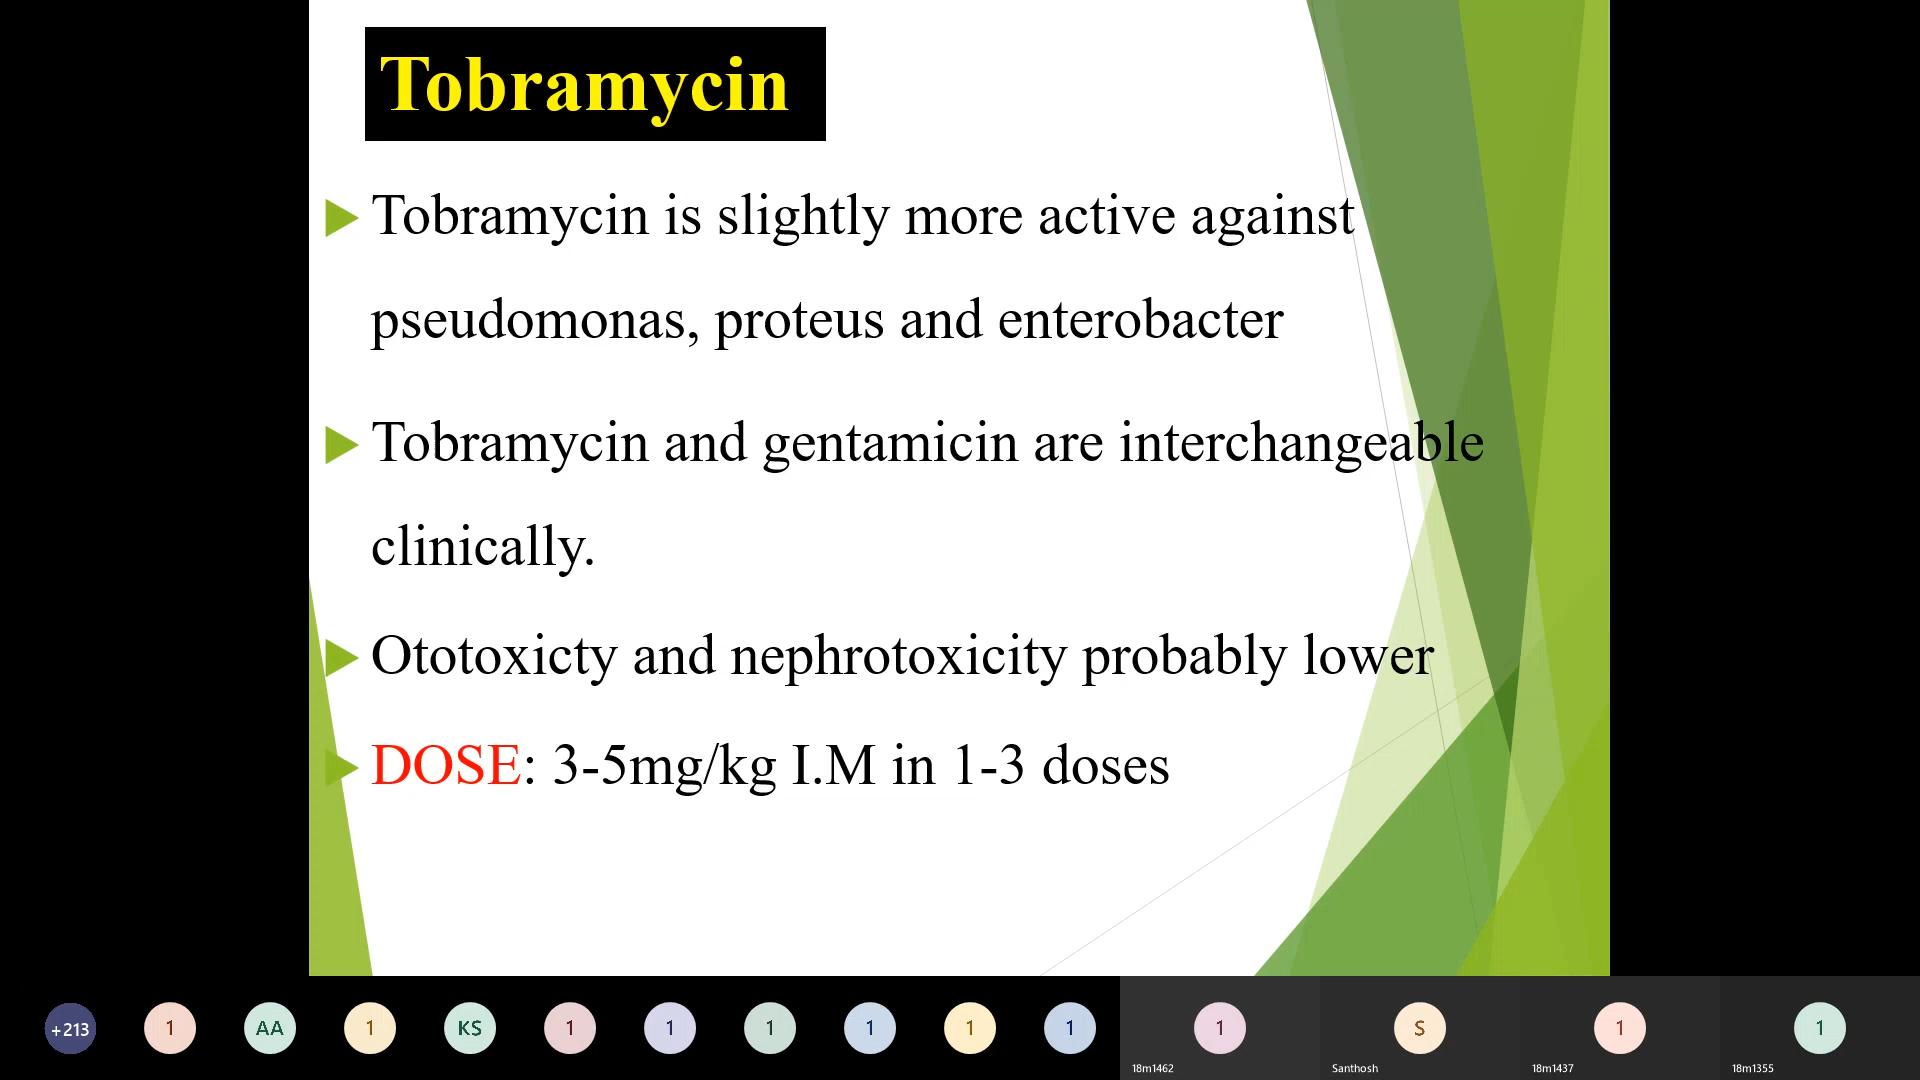 Tobramycin
Tobramycin is slightly more active against
pseudomonas, proteus and enterobacter
Tobramycin and gentamicin are interchangeable
clinically.
Ototoxicty and nephrotoxicity probably lower
DOSE: 3-5mg/kg I.M in 1-3 doses
+213 1 AA 1 KS 1 1 1 1 1 1 1 S 1 1
18m1462 Santhosh 18m1437 18m1355